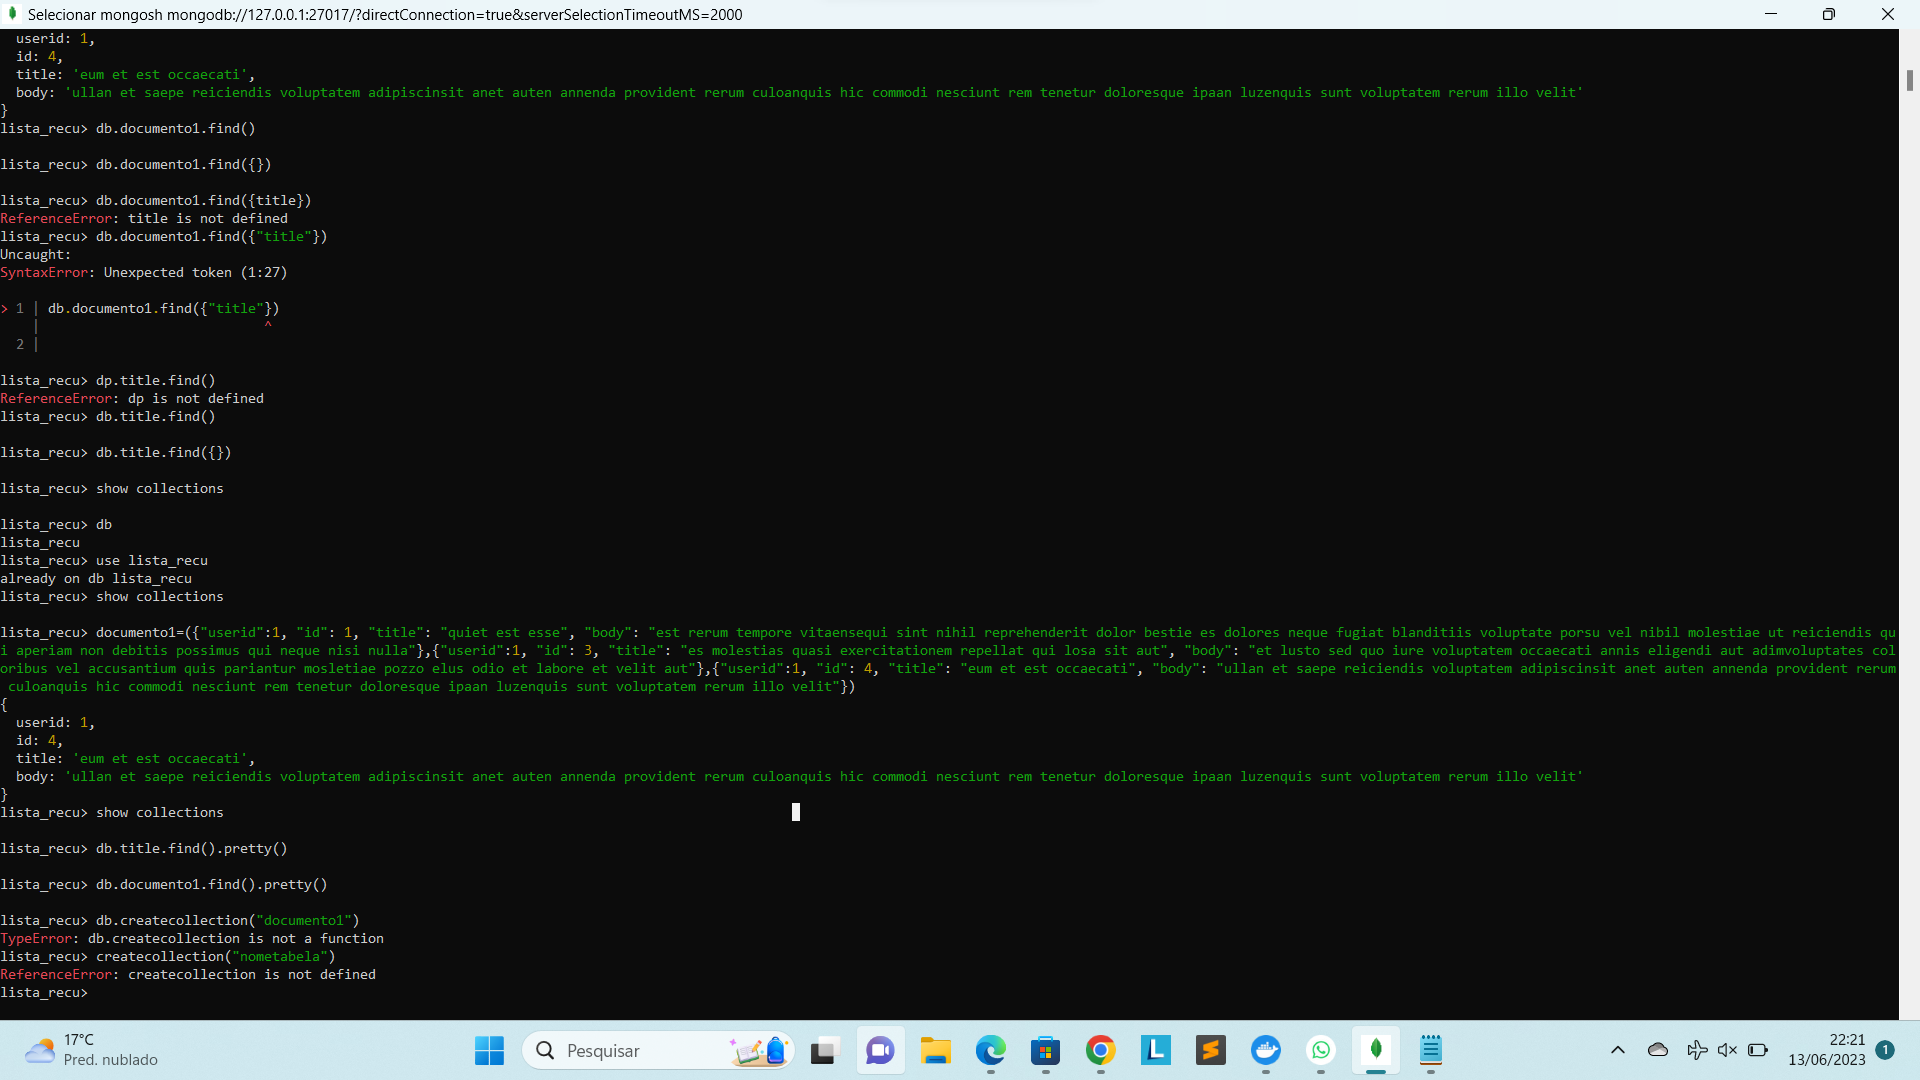 Selecionar mongosh mongodb://127.0.0.1:27017/?directConnection=true&serverSelectionTimeoutMS=2000
userid: 1,
id: 4,
title: 'eum et est occaecati',
body: 'ullan et saepe reiciendis voluptatem adipiscinsit anet auten annenda provident rerum culoanquis hic commodi nesciunt rem tenetur doloresque ipaan luzenquis sunt voluptatem rerum illo velit'
}
lista_recu> db.documento1.find()
lista_recu> db.documento1.find({})
lista_recu> db.documento1.find({title})
ReferenceError: title is not defined
lista_recu> db.documento1.find({"title"})
Uncaught:
SyntaxError: Unexpected token (1:27)
> 1 | db.documento1.find({"title"})
| ^
2 |
lista_recu> dp.title.find()
ReferenceError: dp is not defined
lista_recu> db.title.find()
lista_recu> db.title.find({})
lista_recu> show collections
lista_recu> db
lista_recu
lista_recu> use lista_recu
already on db lista_recu
lista_recu> show collections
lista_recu> documento1=({"userid":1, "id": 1, "title": "quiet est esse", "body": "est rerum tempore vitaensequi sint nihil reprehenderit dolor bestie es dolores neque fugiat blanditiis voluptate porsu vel nibil molestiae ut reiciendis qu
i aperiam non debitis possimus qui neque nisi nulla"},{"userid":1, "id": 3, "title": "es molestias quasi exercitationem repellat qui losa sit aut", "body": "et lusto sed quo iure voluptatem occaecati annis eligendi aut adimvoluptates col
oribus vel accusantium quis pariantur mosletiae pozzo elus odio et labore et velit aut"},{"userid":1, "id": 4, "title": "eum et est occaecati", "body": "ullan et saepe reiciendis voluptatem adipiscinsit anet auten annenda provident rerum
culoanquis hic commodi nesciunt rem tenetur doloresque ipaan luzenquis sunt voluptatem rerum illo velit"})
{
userid: 1,
id: 4,
title: 'eum et est occaecati',
body: 'ullan et saepe reiciendis voluptatem adipiscinsit anet auten annenda provident rerum culoanquis hic commodi nesciunt rem tenetur doloresque ipaan luzenquis sunt voluptatem rerum illo velit'
}
lista_recu> show collections
lista_recu> db.title.find().pretty()
lista_recu> db.documento1.find().pretty()
lista_recu> db.createcollection("documento1")
TypeError: db.createcollection is not a function
lista_recu> createcollection("nometabela")
ReferenceError: createcollection is not defined
lista_recu>
17°C
Pred. nublado
Pesquisar
L
22:21
13/06/2023
1